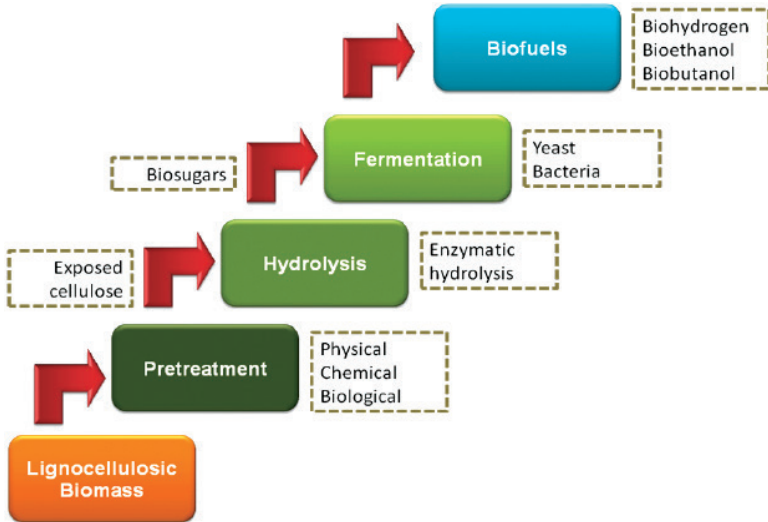 Biofuels
Biohydrogen
Bioethanol
Biobutanol
Biosugars
Fermentation
Yeast
Bacteria
Exposed
cellulose
Hydrolysis
Enzymatic
hydrolysis
Pretreatment
Physical
Chemical
Biological
Lignocellulosic
Biomass